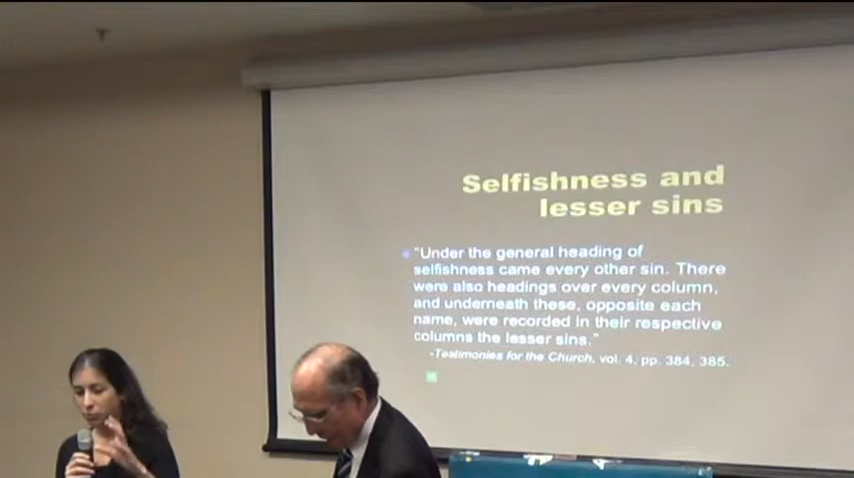 Selfishness and
lesser sins
"Under the general heading of
selfishness came every other sin. There
were also headings over every column,
and underneath these, opposite each
name, were recorded in their respective
columns the lesser sins."
-Testimonies for the Church, vol. 4, pp. 384, 385.